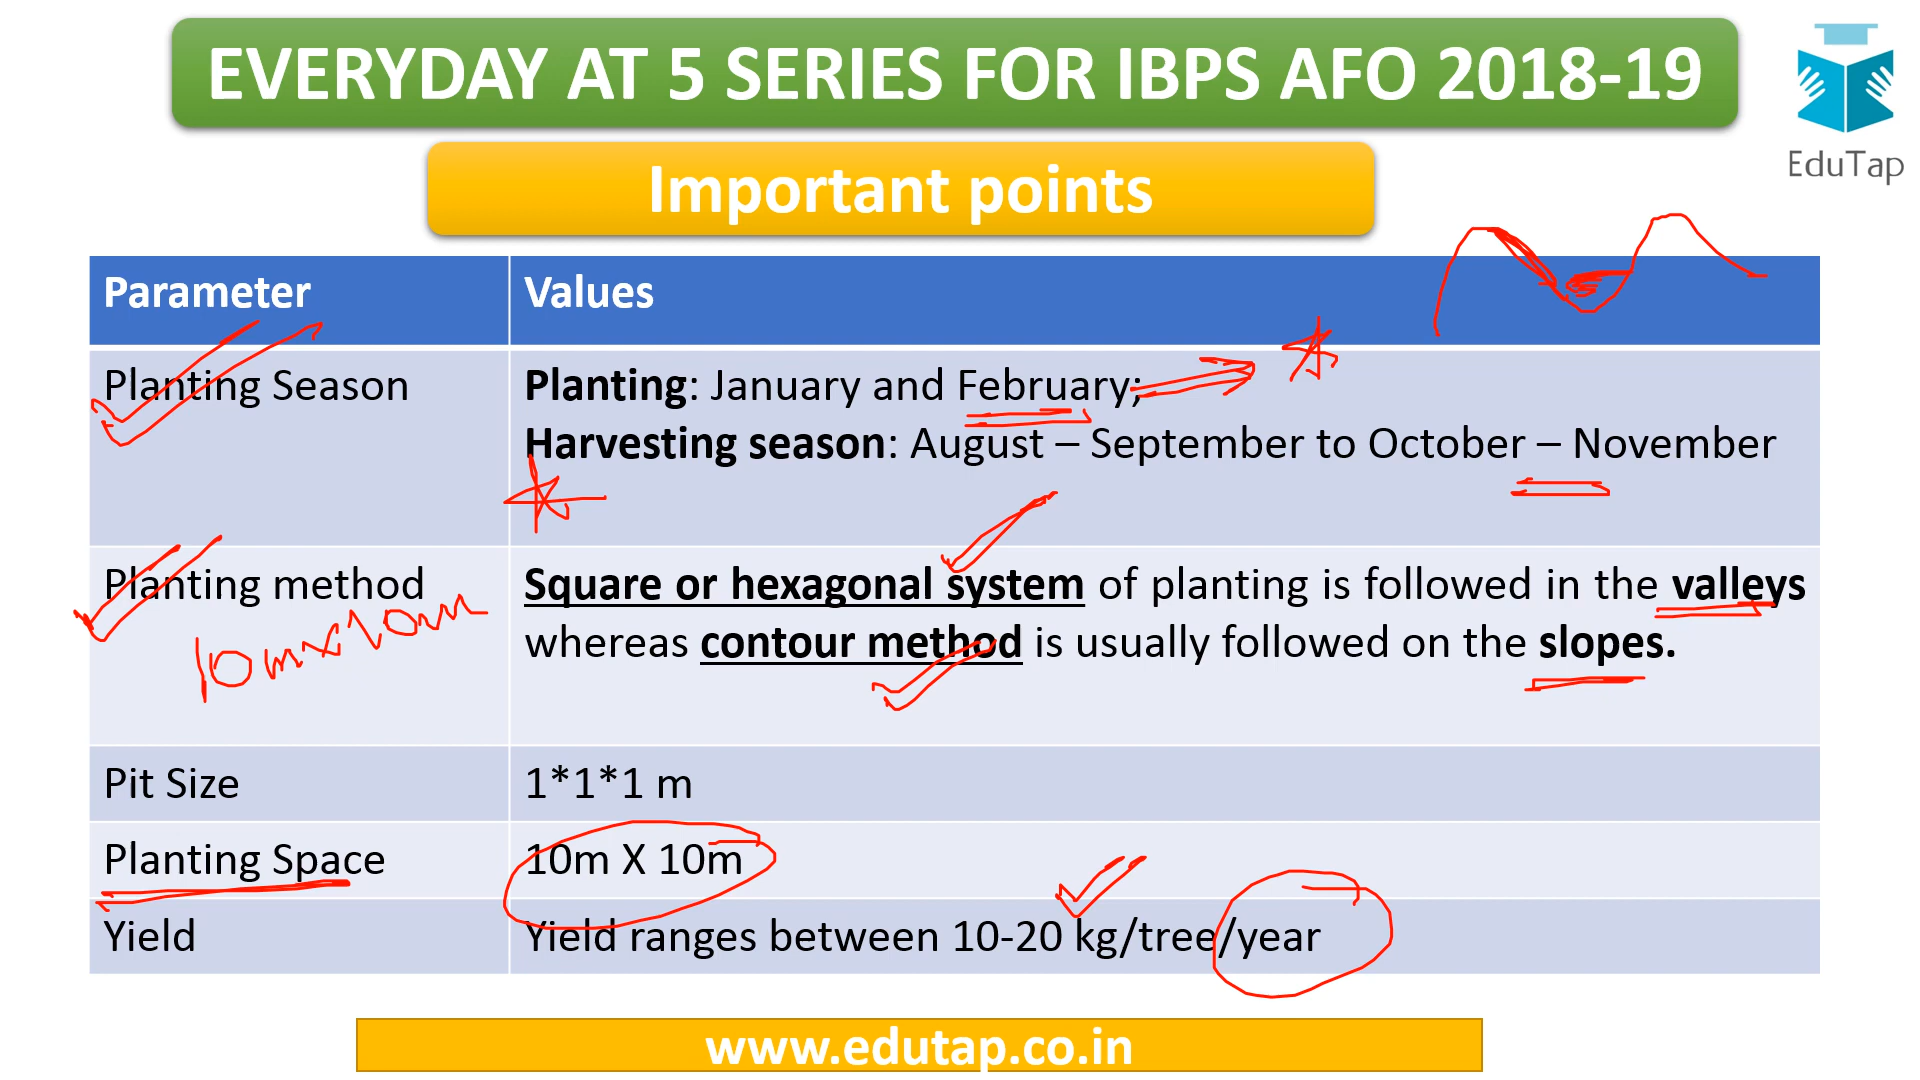 EVERYDAY AT 5 SERIES FOR IBPS AFO 2018-19
EduTap
Important points
Parameter
Values
Planting Season
Planting: January and February;
Harvesting season: August – September to October – November
Planting method
10m x 10m
Square or hexagonal system of planting is followed in the valleys
whereas contour method is usually followed on the slopes.
Pit Size
1*1*1 m
Planting Space
10m X 10m
Yield
Yield ranges between 10-20 kg/tree/year
www.edutap.co.in